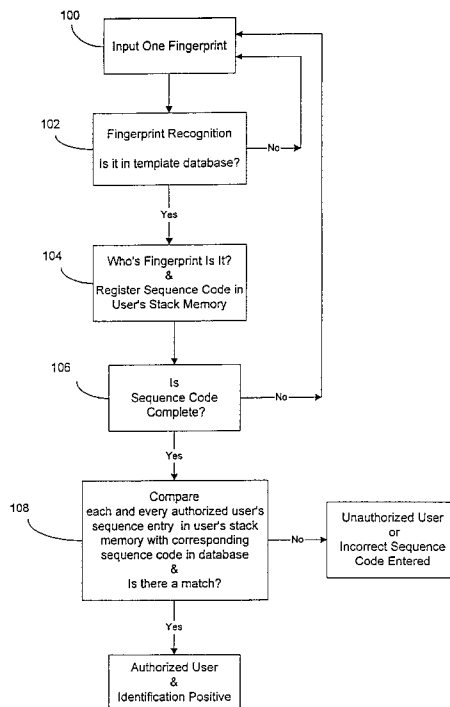 100
Input One Fingerprint
102
Fingerprint Recognition
Is it in template database?
No
Yes
104
Who's Fingerprint Is It?
&
Register Sequence Code in
User's Stack Memory
106
Is
Sequence Code
Complete?
No
Yes
108
Compare
each and every authorized user's
sequence entry in user's stack
memory with corresponding
sequence code in database
&
Is there a match?
No
Unauthorized User
or
Incorrect Sequence
Code Entered
Yes
Authorized User
&
Identification Positive